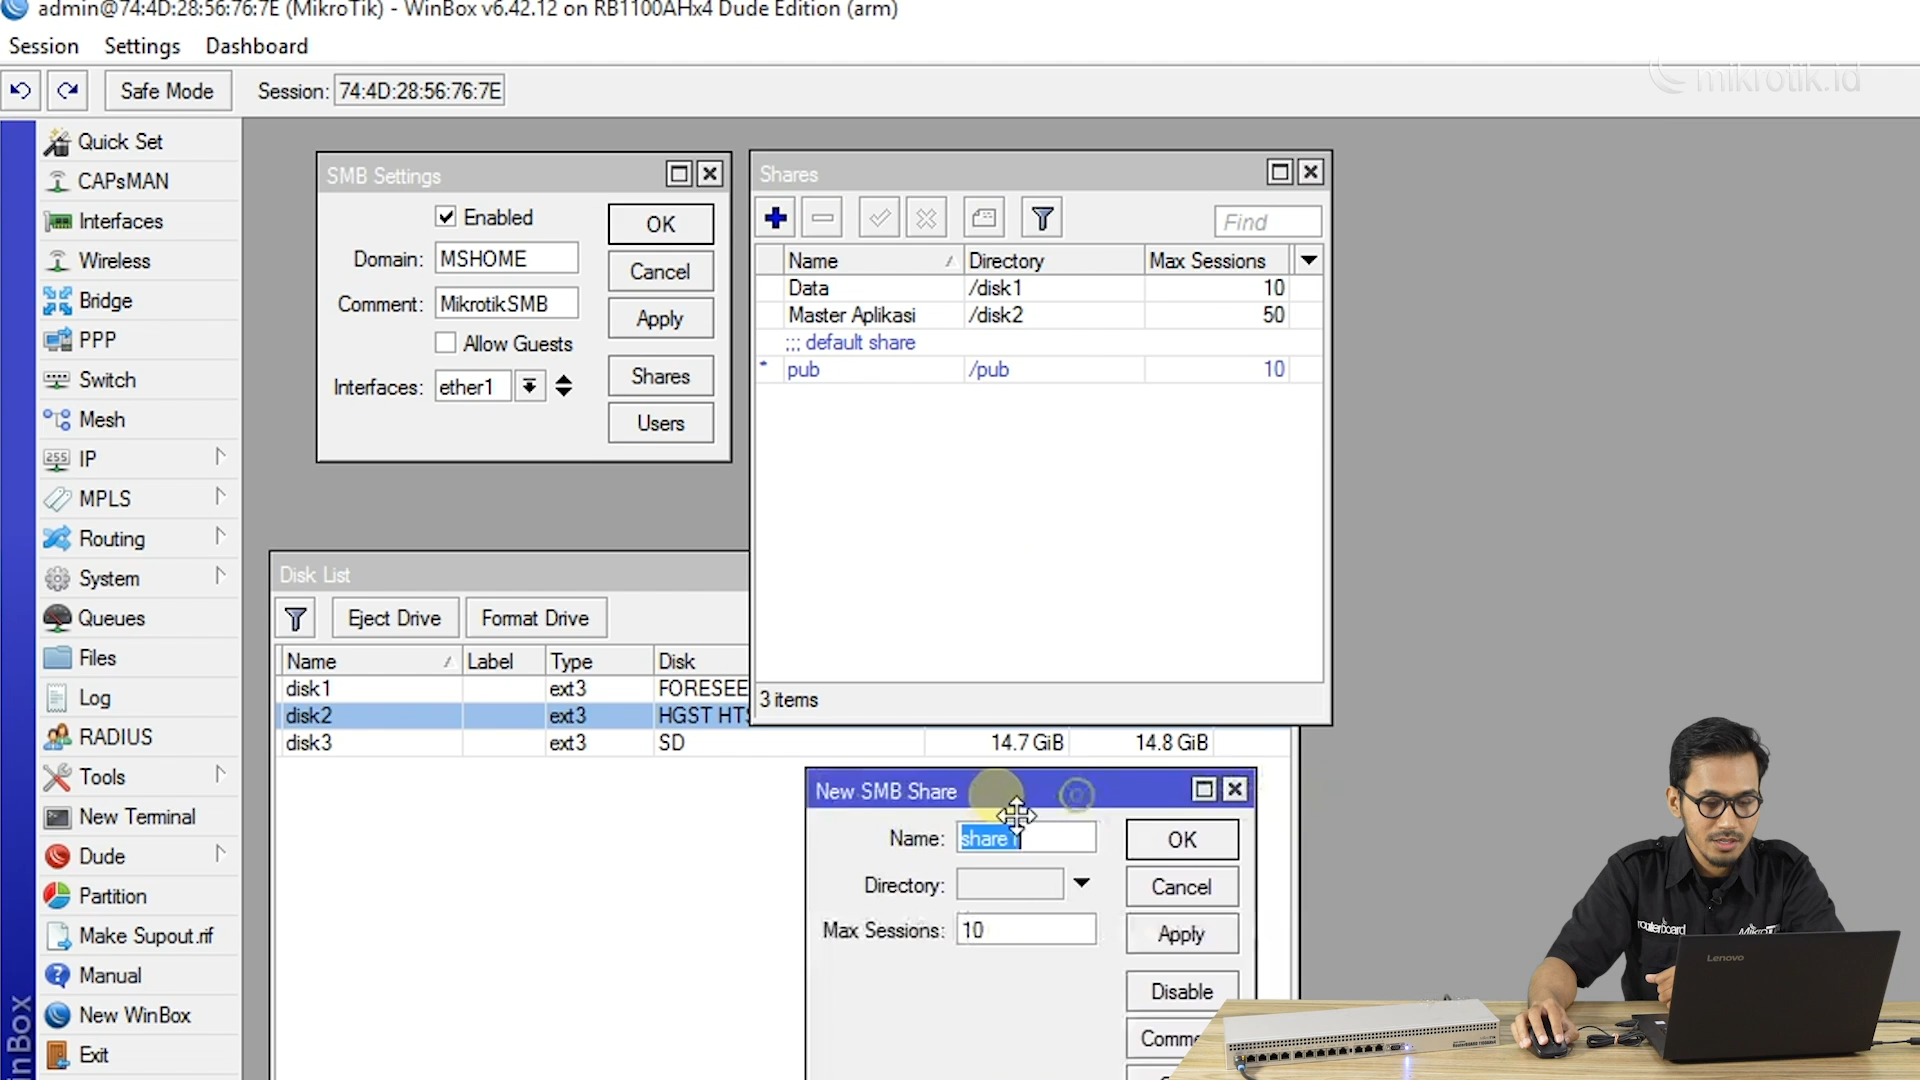 admin@74:4D:28:56:76:7E (MikroTik) - WinBox v6.42.12 on RB1100AHx4 Dude Edition (arm)
Session Settings Dashboard
Safe Mode Session: 74:4D:28:56:76:7E
mikrotik.id
Quick Set
CAPsMAN
Interfaces
Wireless
Bridge
PPP
Switch
Mesh
IP
MPLS
Routing
System
Queues
Files
Log
RADIUS
Tools
New Terminal
Dude
Partition
Make Supout.rif
Manual
New WinBox
Exit
inBox
SMB Settings
Enabled
OK
Domain: MSHOME
Cancel
Comment: MikrotikSMB
Apply
Allow Guests
Interfaces: ether1
Shares
Users
Shares
Find
Name Directory Max Sessions
Data /disk1 10
Master Aplikasi /disk2 50
;;; default share
* pub /pub 10
3 items
Disk List
Eject Drive Format Drive
Name Label Type Disk
disk1 ext3 FORESEE
disk2 ext3 HGST HTS
disk3 ext3 SD 14.7 GiB 14.8 GiB
New SMB Share
Name: share1
OK
Directory:
Cancel
Max Sessions: 10
Apply
Disable
Comme
routerboard
Lenovo